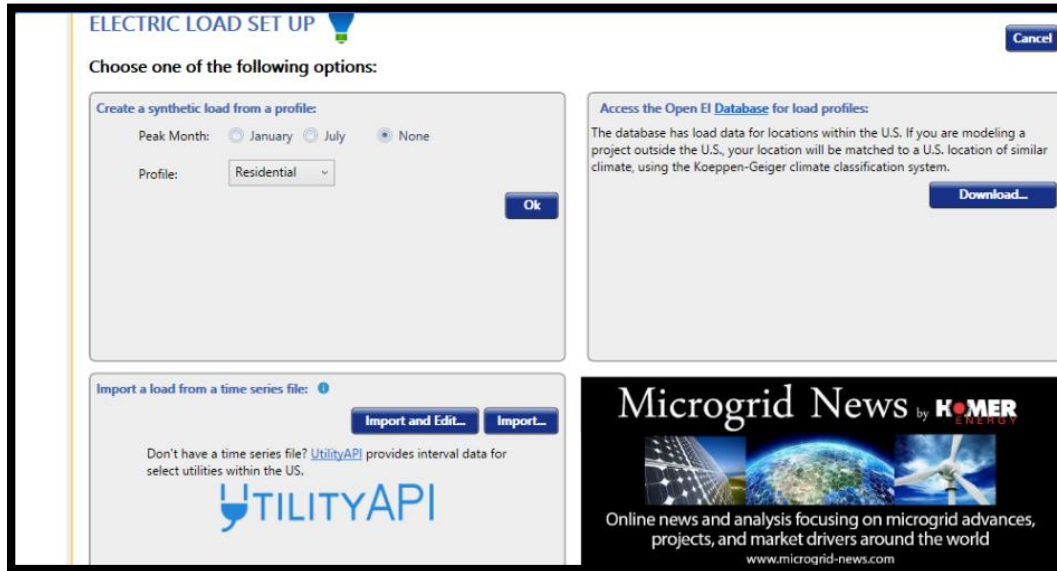 ELECTRIC LOAD SET UP
Cancel
Choose one of the following options:
Create a synthetic load from a profile:
Peak Month: January July None
Profile: Residential
Ok
Access the Open EI Database for load profiles:
The database has load data for locations within the U.S. If you are modeling a
project outside the U.S., your location will be matched to a U.S. location of similar
climate, using the Koeppen-Geiger climate classification system.
Download...
Import a load from a time series file:
Import and Edit... Import...
Don't have a time series file? UtilityAPI provides interval data for
select utilities within the US.
UTILITYAPI
Microgrid News by HOMER
ENERGY
Online news and analysis focusing on microgrid advances,
projects, and market drivers around the world
www.microgrid-news.com